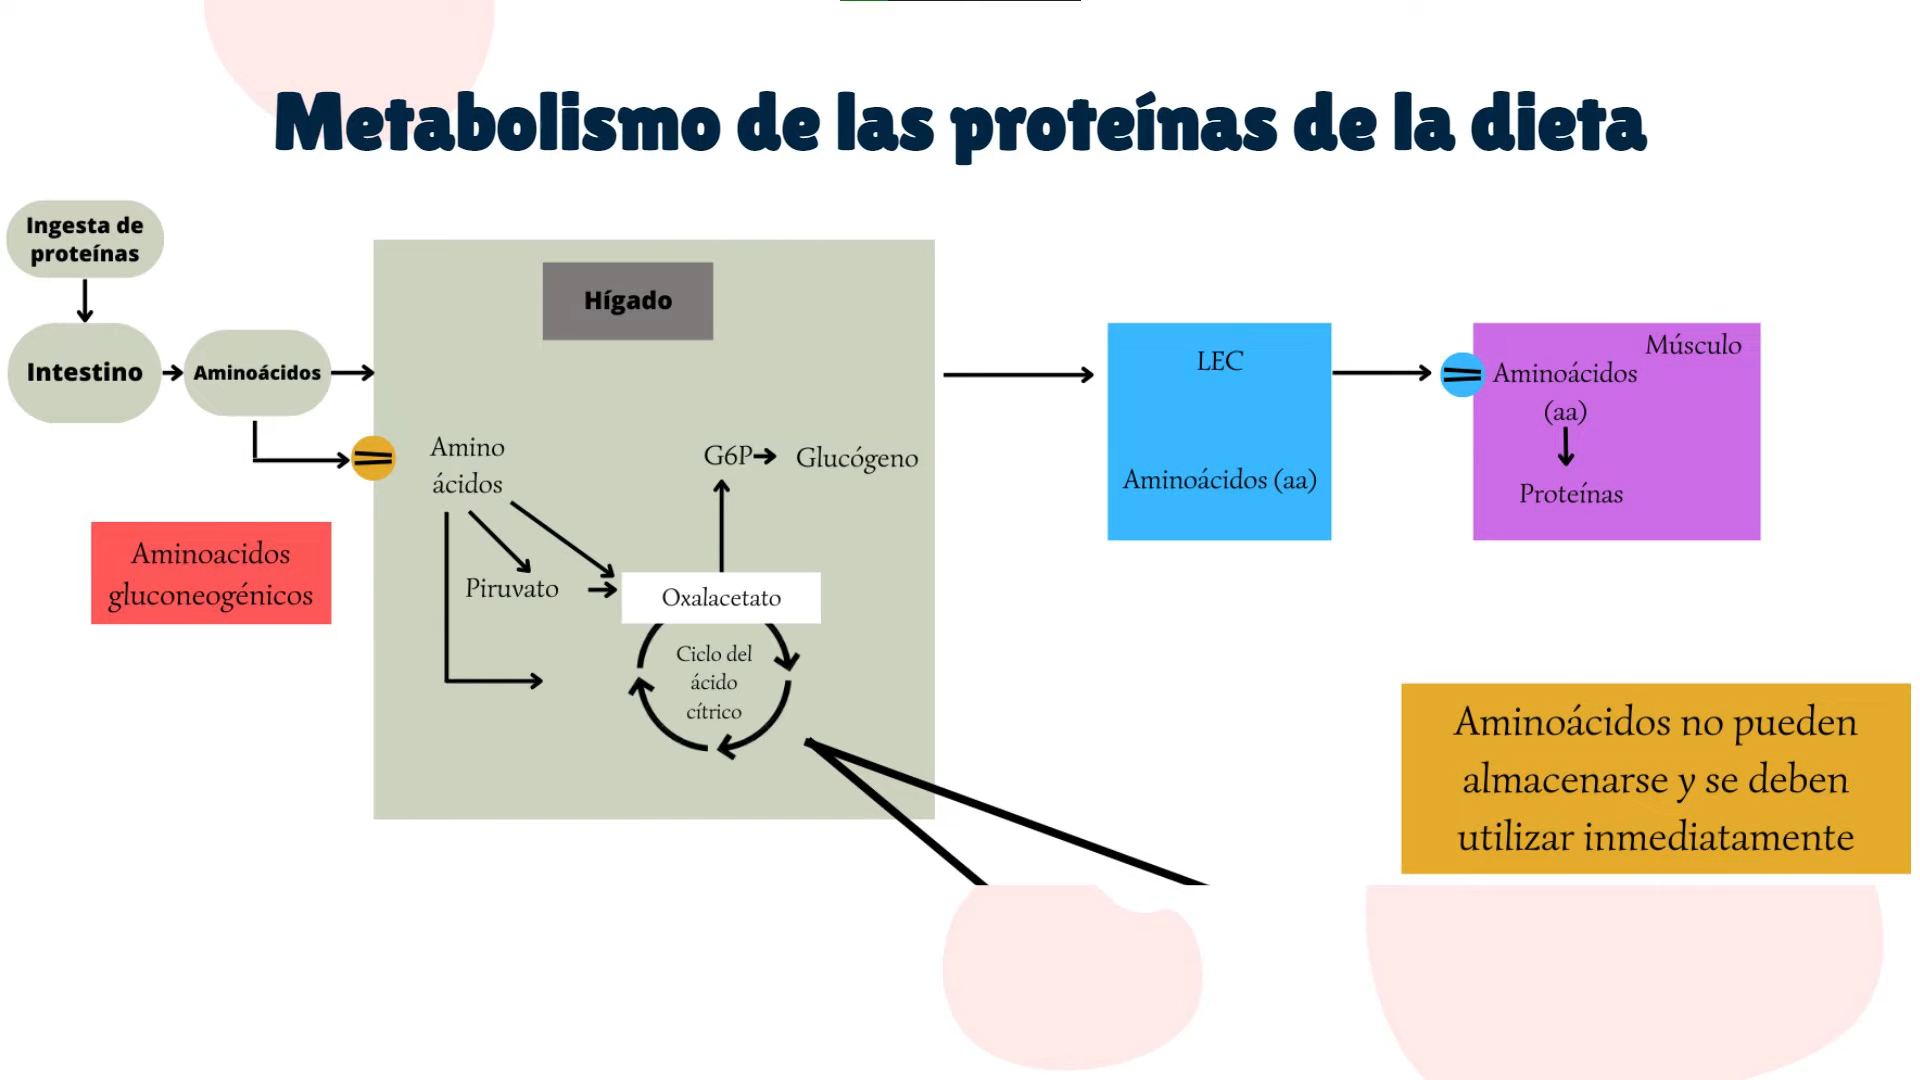 Metabolismo de las proteínas de la dieta
Ingesta de
proteínas
Intestino
Aminoácidos
Hígado
Amino
ácidos
G6P
Glucógeno
Piruvato
Oxalacetato
Ciclo del
ácido
cítrico
Aminoacidos
gluconeogénicos
LEC
Aminoácidos (aa)
Músculo
Aminoácidos
(aa)
Proteínas
Aminoácidos no pueden
almacenarse y se deben
utilizar inmediatamente